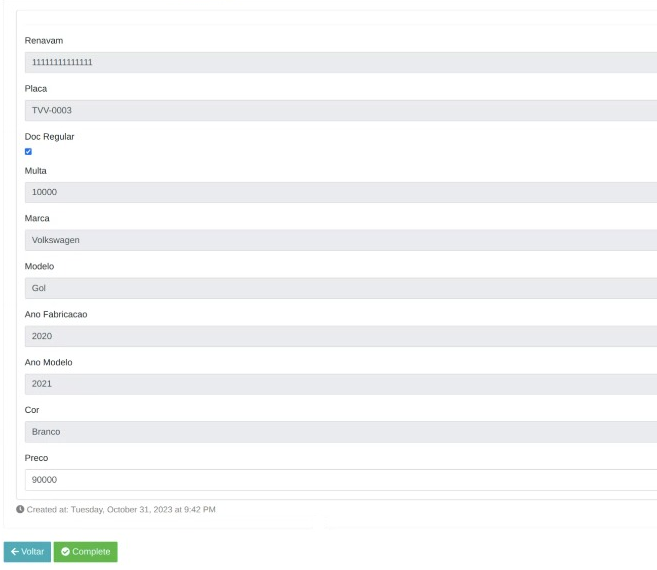 Renavam
11111111111111
Placa
TVV-0003
Doc Regular
Multa
10000
Marca
Volkswagen
Modelo
Gol
Ano Fabricacao
2020
Ano Modelo
2021
Cor
Branco
Preco
90000
Created at: Tuesday, October 31, 2023 at 9:42 PM
Voltar Complete